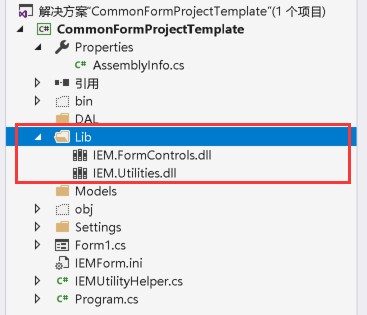 解决方案"CommonFormProjectTemplate"(1 个项目)
CommonFormProjectTemplate
Properties
AssemblyInfo.cs
引用
bin
DAL
Lib
IEM.FormControls.dll
IEM.Utilities.dll
Models
obj
Settings
Form1.cs
IEMForm.ini
IEMUtilityHelper.cs
Program.cs